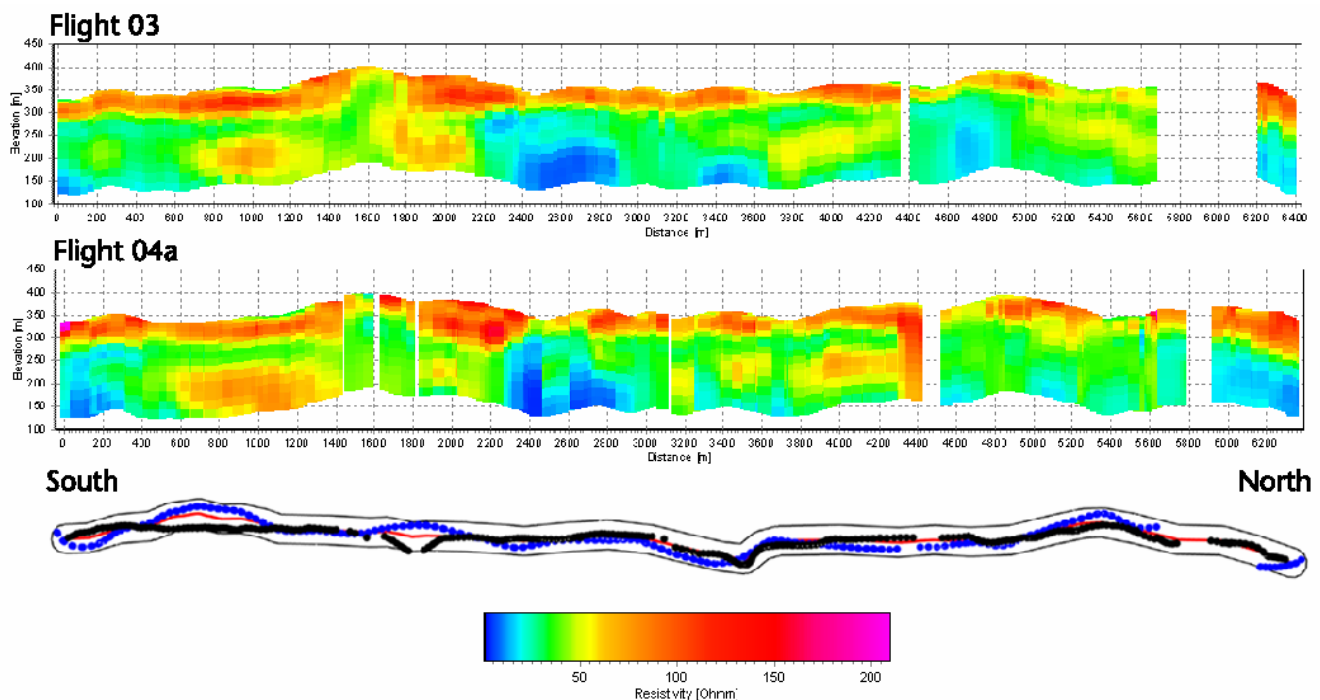 Flight 03
450
400
350
300
250
200
150
100
Elevation [m]
0 200 400 600 800 1000 1200 1400 1600 1800 2000 2200 2400 2600 2800 3000 3200 3400 3600 3800 4000 4200 4400 4600 4800 5000 5200 5400 5600 5800 6000 6200 6400
Distance [m]
Flight 04a
450
400
350
300
250
200
150
100
Elevation [m]
0 200 400 600 800 1000 1200 1400 1600 1800 2000 2200 2400 2600 2800 3000 3200 3400 3600 3800 4000 4200 4400 4600 4800 5000 5200 5400 5600 5800 6000 6200
Distance [m]
South North
50 100 150 200
Resistivity [Ohmm]